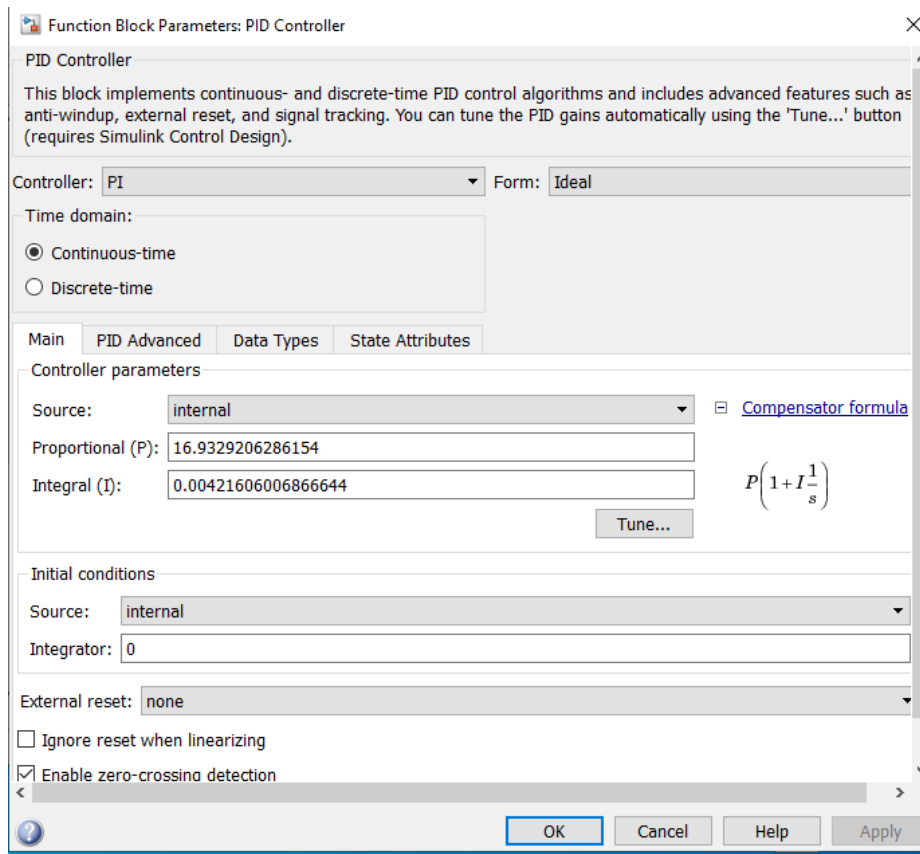 Function Block Parameters: PID Controller
PID Controller
This block implements continuous- and discrete-time PID control algorithms and includes advanced features such as
anti-windup, external reset, and signal tracking. You can tune the PID gains automatically using the 'Tune...' button
(requires Simulink Control Design).
Controller: PI Form: Ideal
Time domain:
Continuous-time
Discrete-time
Main PID Advanced Data Types State Attributes
Controller parameters
Source: internal Compensator formula
Proportional (P): 16.9329206286154
Integral (I): 0.00421606006866644
P(1+I1/s)
Tune...
Initial conditions
Source: internal
Integrator: 0
External reset: none
Ignore reset when linearizing
Enable zero-crossing detection
OK Cancel Help Apply